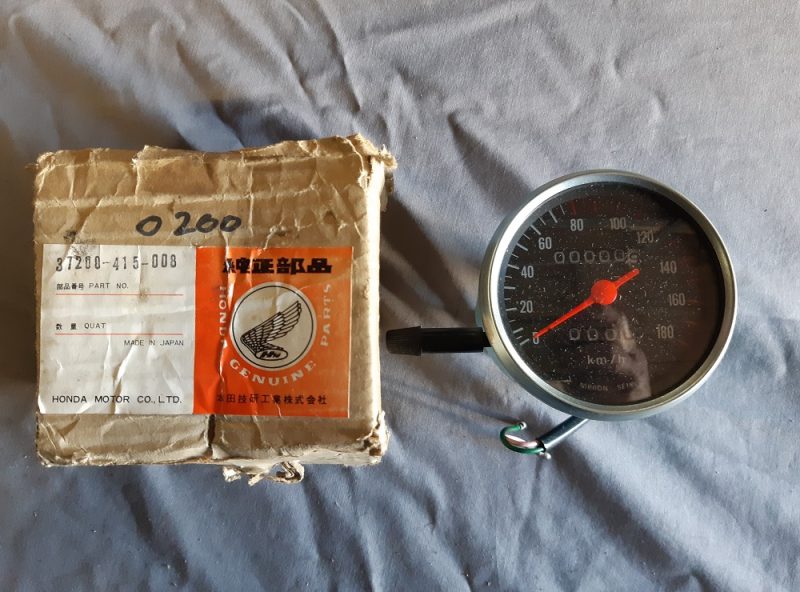 0200
37200-415-008
部品番号 PART NO.
数量 QUAT
MADE IN JAPAN
HONDA MOTOR CO., LTD.
純正部品
HONDA GENUINE PARTS
本田技研工業株式会社
0 20 40 60 80 100 120 140 160 180
km/h
NIPPON SEIKI